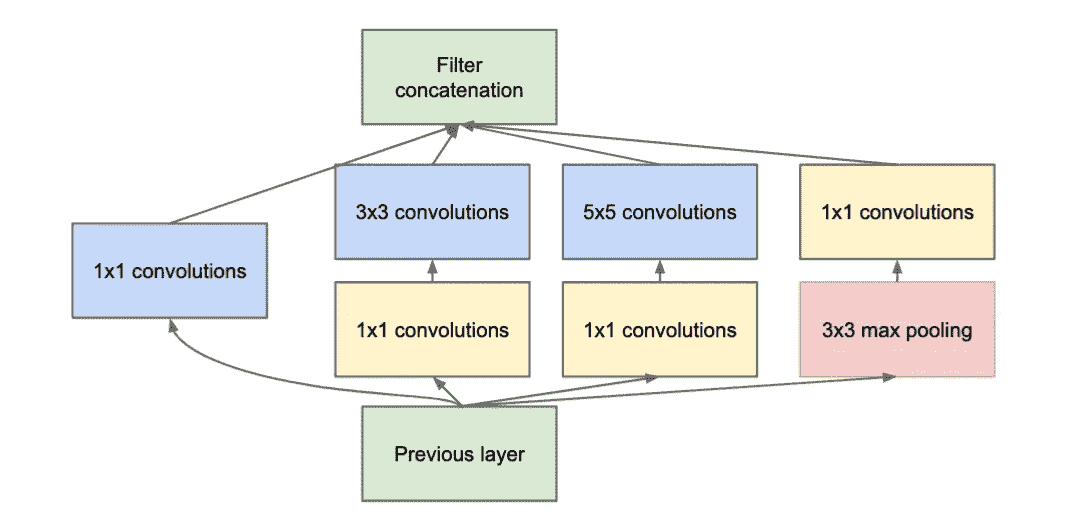 Filter
concatenation
3x3 convolutions
5x5 convolutions
1x1 convolutions
1x1 convolutions
1x1 convolutions
1x1 convolutions
3x3 max pooling
Previous layer